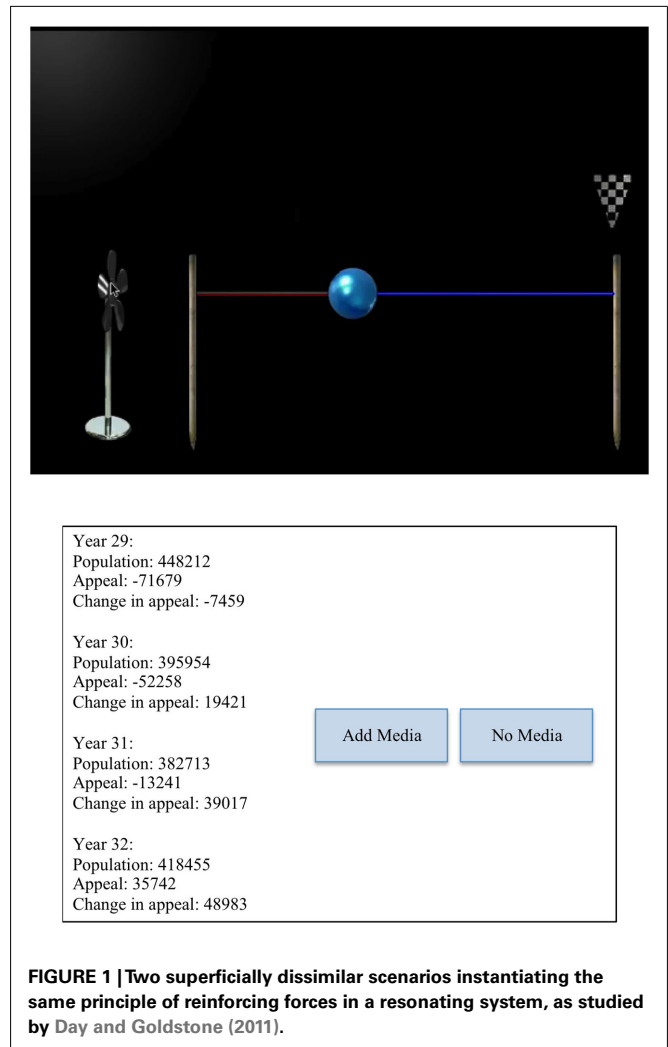 Year 29:
Population: 448212
Appeal: -71679
Change in appeal: -7459
Year 30:
Population: 395954
Appeal: -52258
Change in appeal: 19421
Year 31:
Population: 382713
Appeal: -13241
Change in appeal: 39017
Year 32:
Population: 418455
Appeal: 35742
Change in appeal: 48983
Add Media
No Media
FIGURE 1 | Two superficially dissimilar scenarios instantiating the
same principle of reinforcing forces in a resonating system, as studied
by Day and Goldstone (2011).